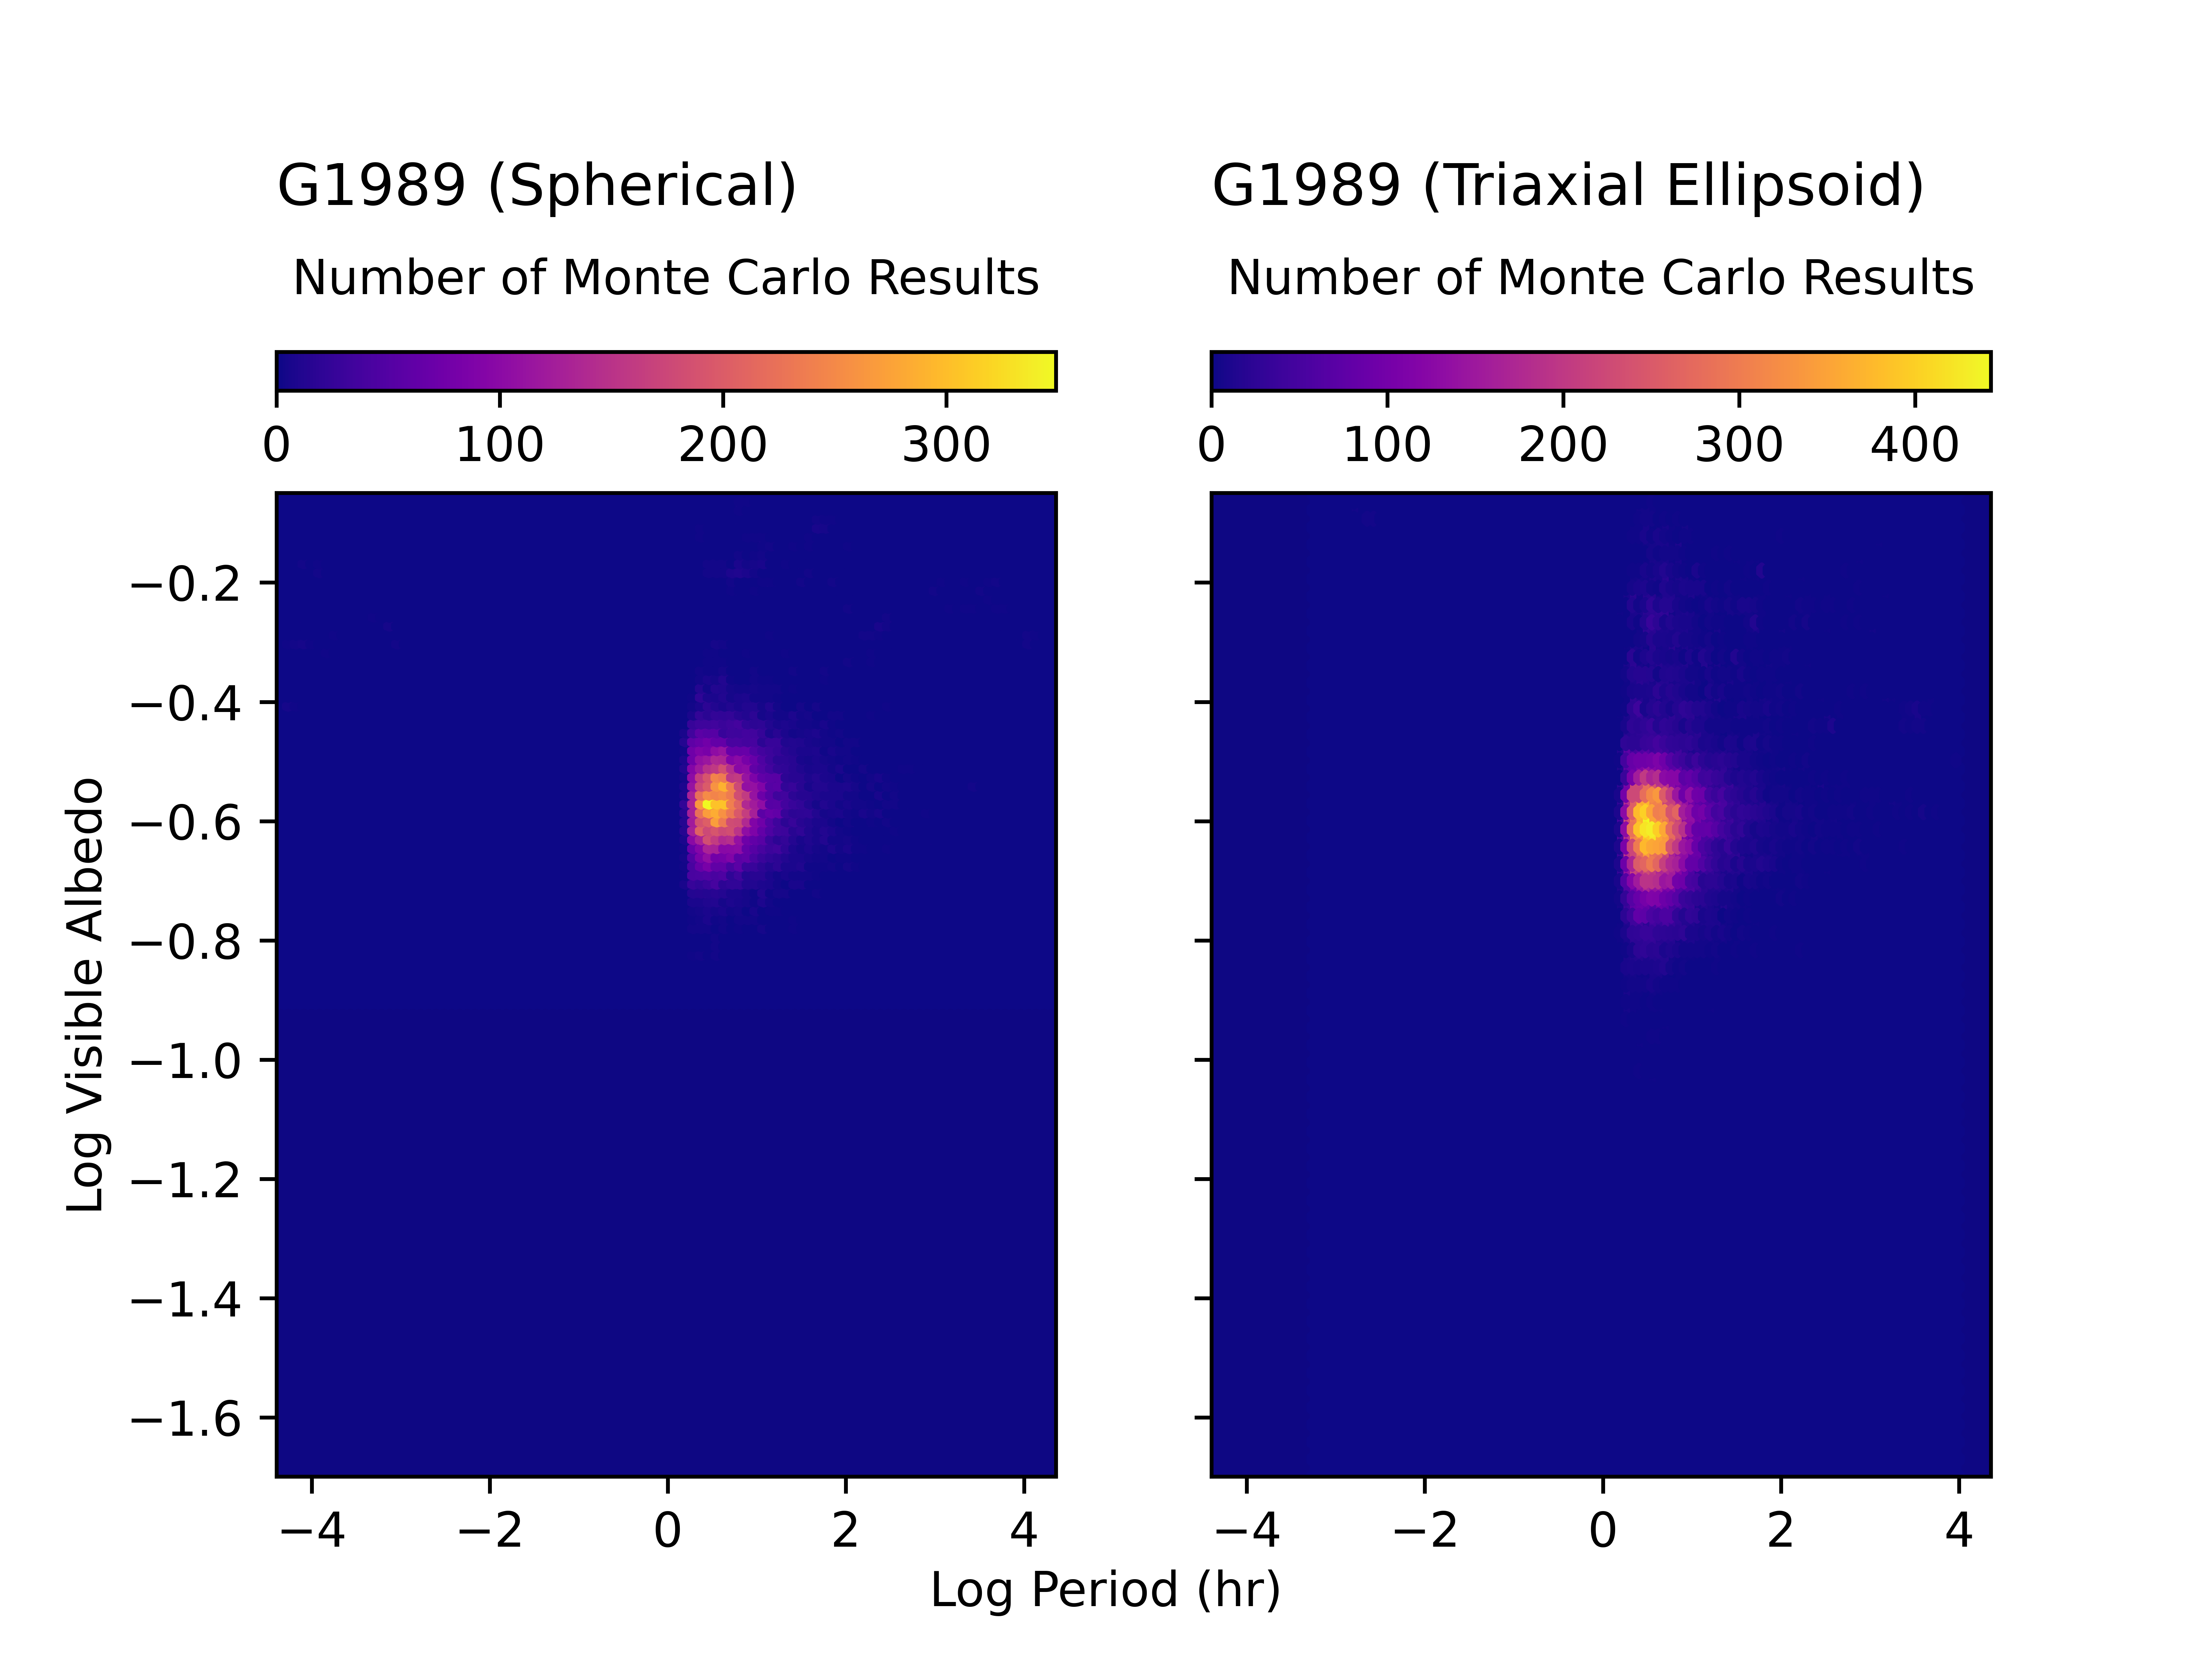 G1989 (Spherical)
Number of Monte Carlo Results
0 100 200 300
G1989 (Triaxial Ellipsoid)
Number of Monte Carlo Results
0 100 200 300 400
Log Visible Albedo
−0.2
−0.4
−0.6
−0.8
−1.0
−1.2
−1.4
−1.6
−4 −2 0 2 4
−4 −2 0 2 4
Log Period (hr)